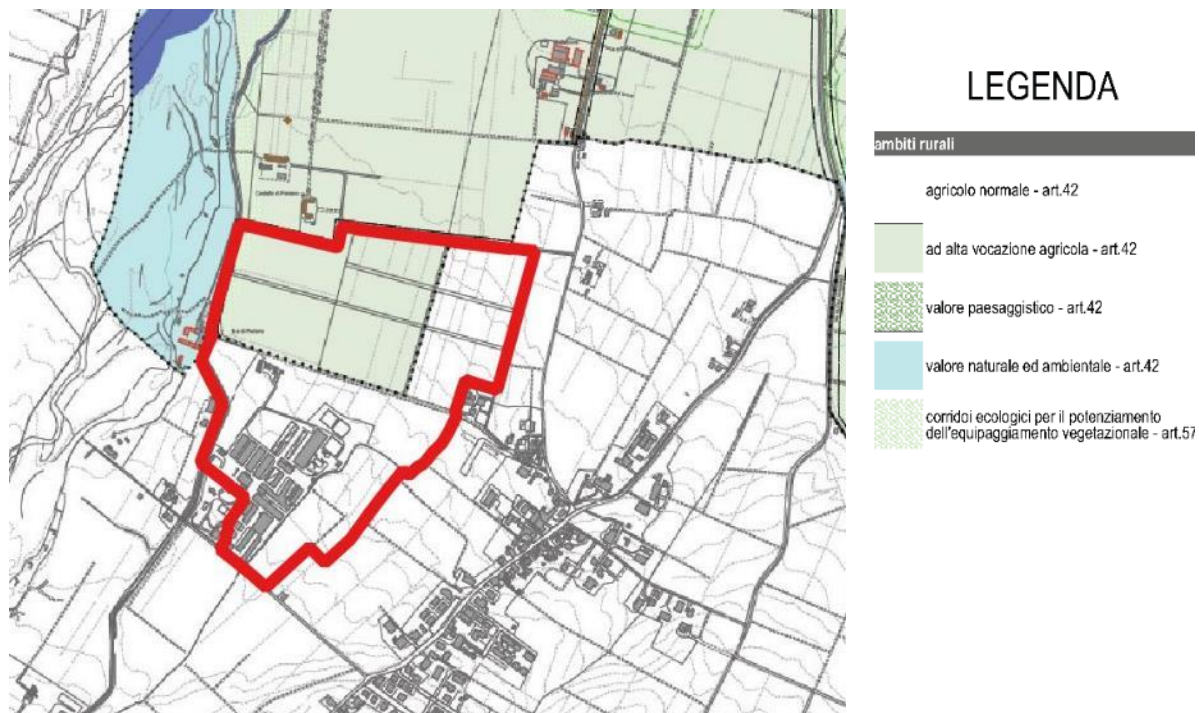 LEGENDA
ambiti rurali
agricolo normale - art.42
ad alta vocazione agricola - art.42
valore paesaggistico - art.42
valore naturale ed ambientale - art.42
corridoi ecologici per il potenziamento
dell'equipaggiamento vegetazionale - art.57